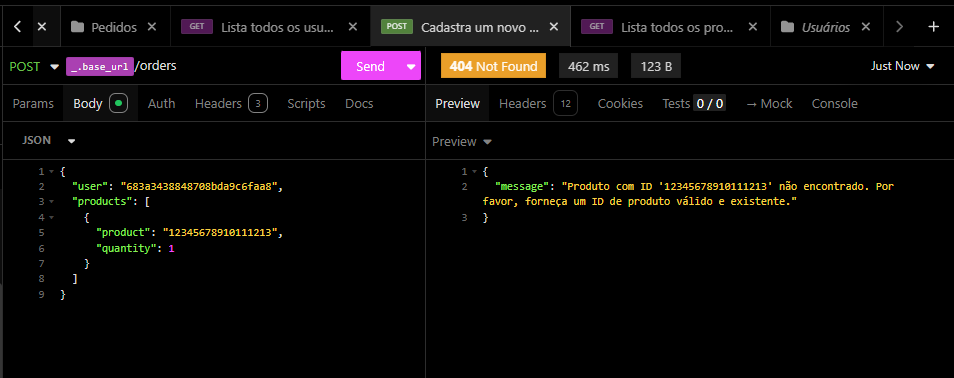 Pedidos
GET Lista todos os usu...
POST Cadastra um novo ...
GET Lista todos os pro...
Usuários
POST _.base_url/orders
Send
404 Not Found
462 ms
123 B
Just Now
Params
Body
Auth
Headers 3
Scripts
Docs
Preview
Headers 12
Cookies
Tests 0 / 0
→ Mock
Console
JSON
Preview
1 {
2 "user": "683a3438848708bda9c6faa8",
3 "products": [
4 {
5 "product": "12345678910111213",
6 "quantity": 1
7 }
8 ]
9 }
1 {
2 "message": "Produto com ID '12345678910111213' não encontrado. Por
favor, forneça um ID de produto válido e existente."
3 }